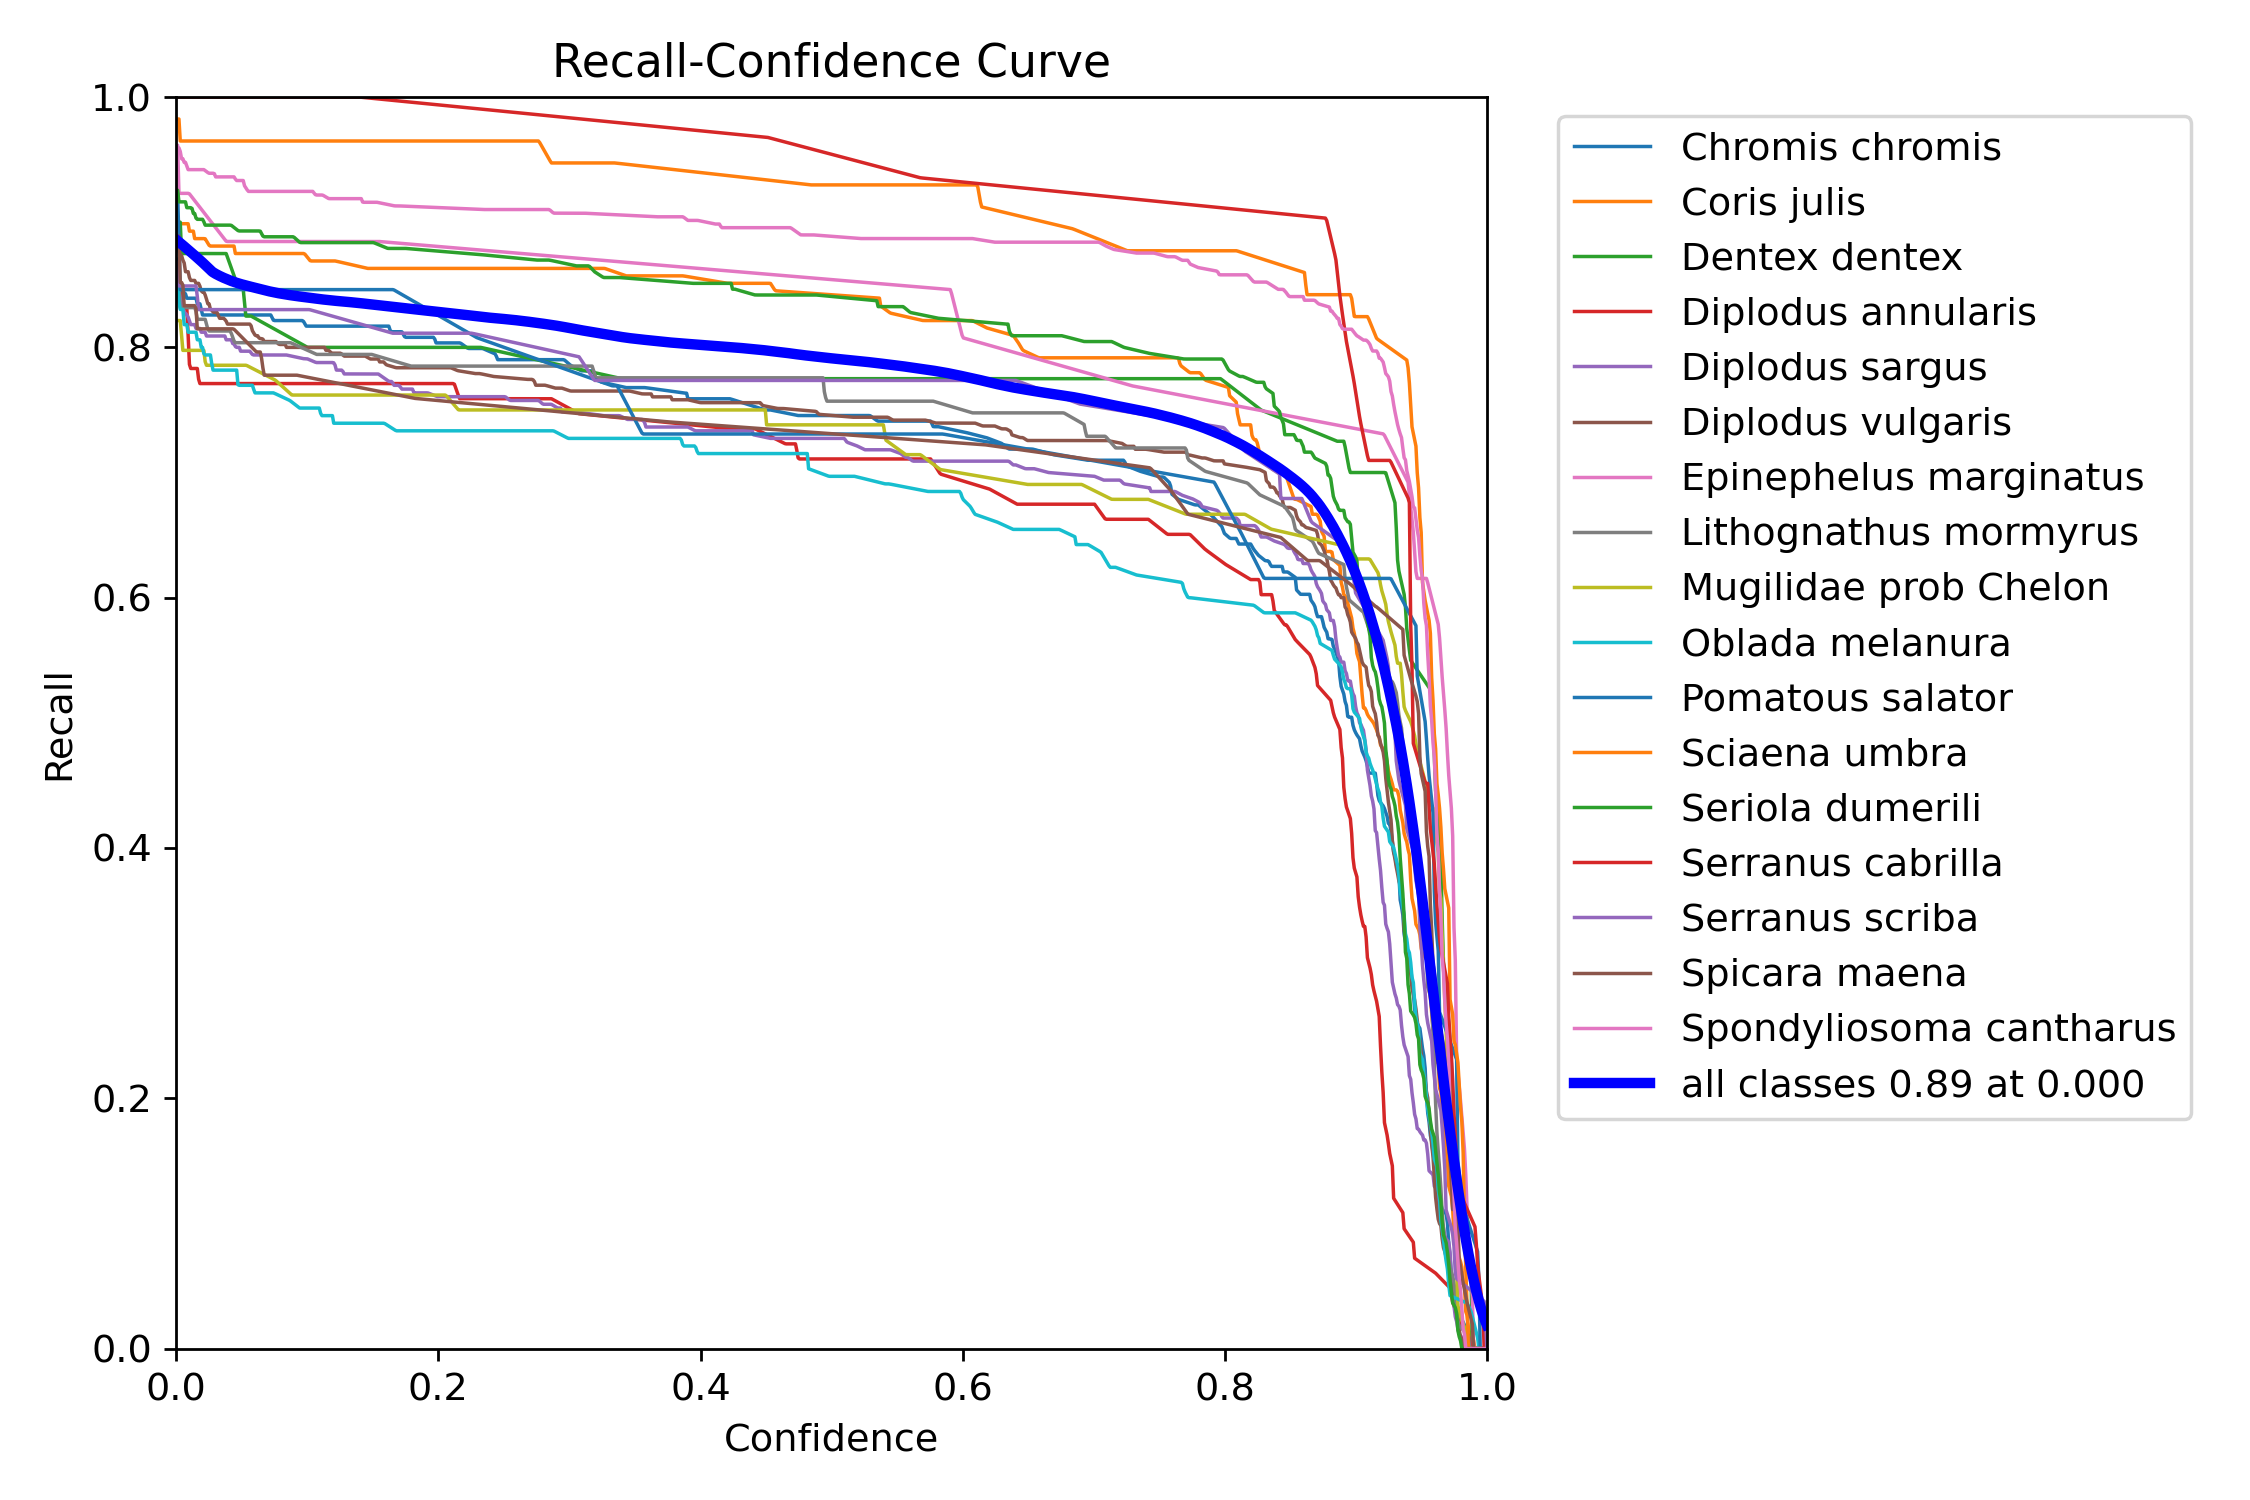 Recall-Confidence Curve
1.0
0.8
0.6
0.4
0.2
0.0
Recall
0.0 0.2 0.4 0.6 0.8 1.0
Confidence
Chromis chromis
Coris julis
Dentex dentex
Diplodus annularis
Diplodus sargus
Diplodus vulgaris
Epinephelus marginatus
Lithognathus mormyrus
Mugilidae prob Chelon
Oblada melanura
Pomatous salator
Sciaena umbra
Seriola dumerili
Serranus cabrilla
Serranus scriba
Spicara maena
Spondyliosoma cantharus
all classes 0.89 at 0.000